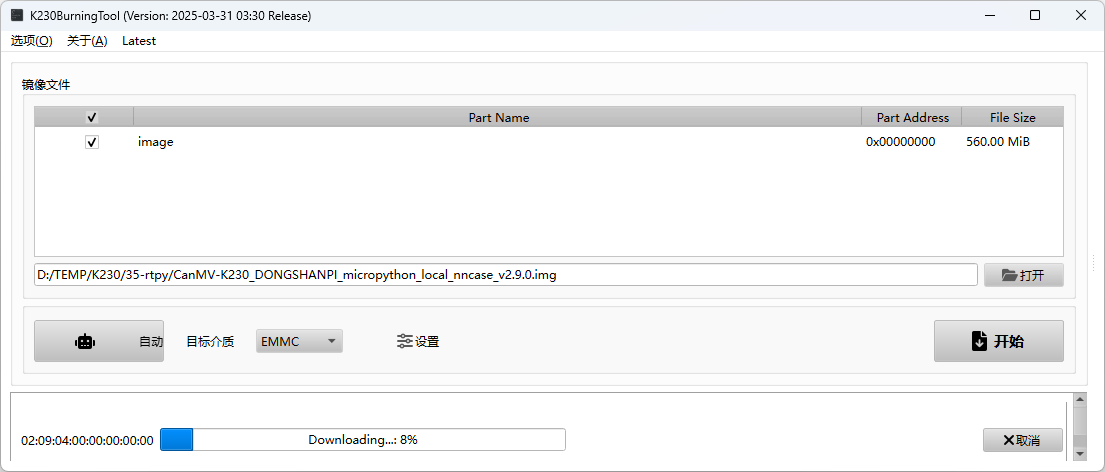 K230BurningTool (Version: 2025-03-31 03:30 Release)
选项(O) 关于(A) Latest
镜像文件
Part Name Part Address File Size
image 0x00000000 560.00 MiB
D:/TEMP/K230/35-rtpy/CanMV-K230_DONGSHANPI_micropython_local_nncase_v2.9.0.img 打开
自动 目标介质 EMMC 设置 开始
02:09:04:00:00:00:00:00 Downloading...: 8% 取消